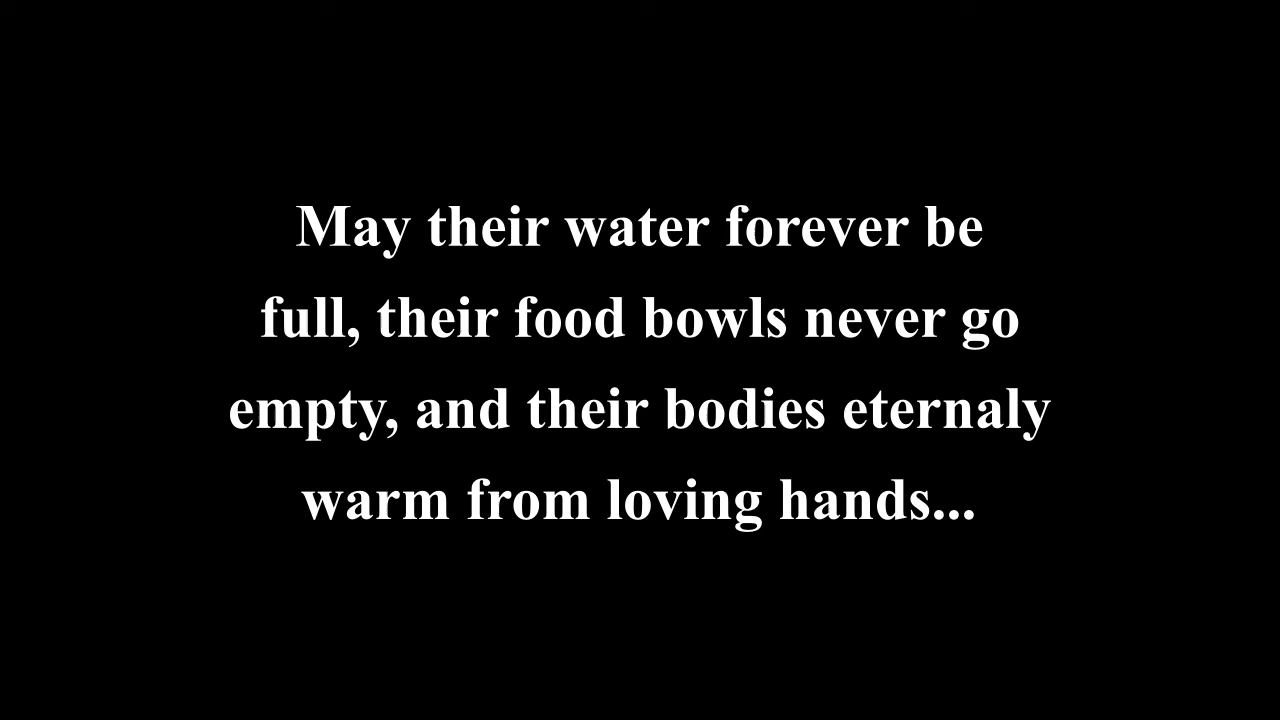 May their water forever be
full, their food bowls never go
empty, and their bodies eternaly
warm from loving hands...